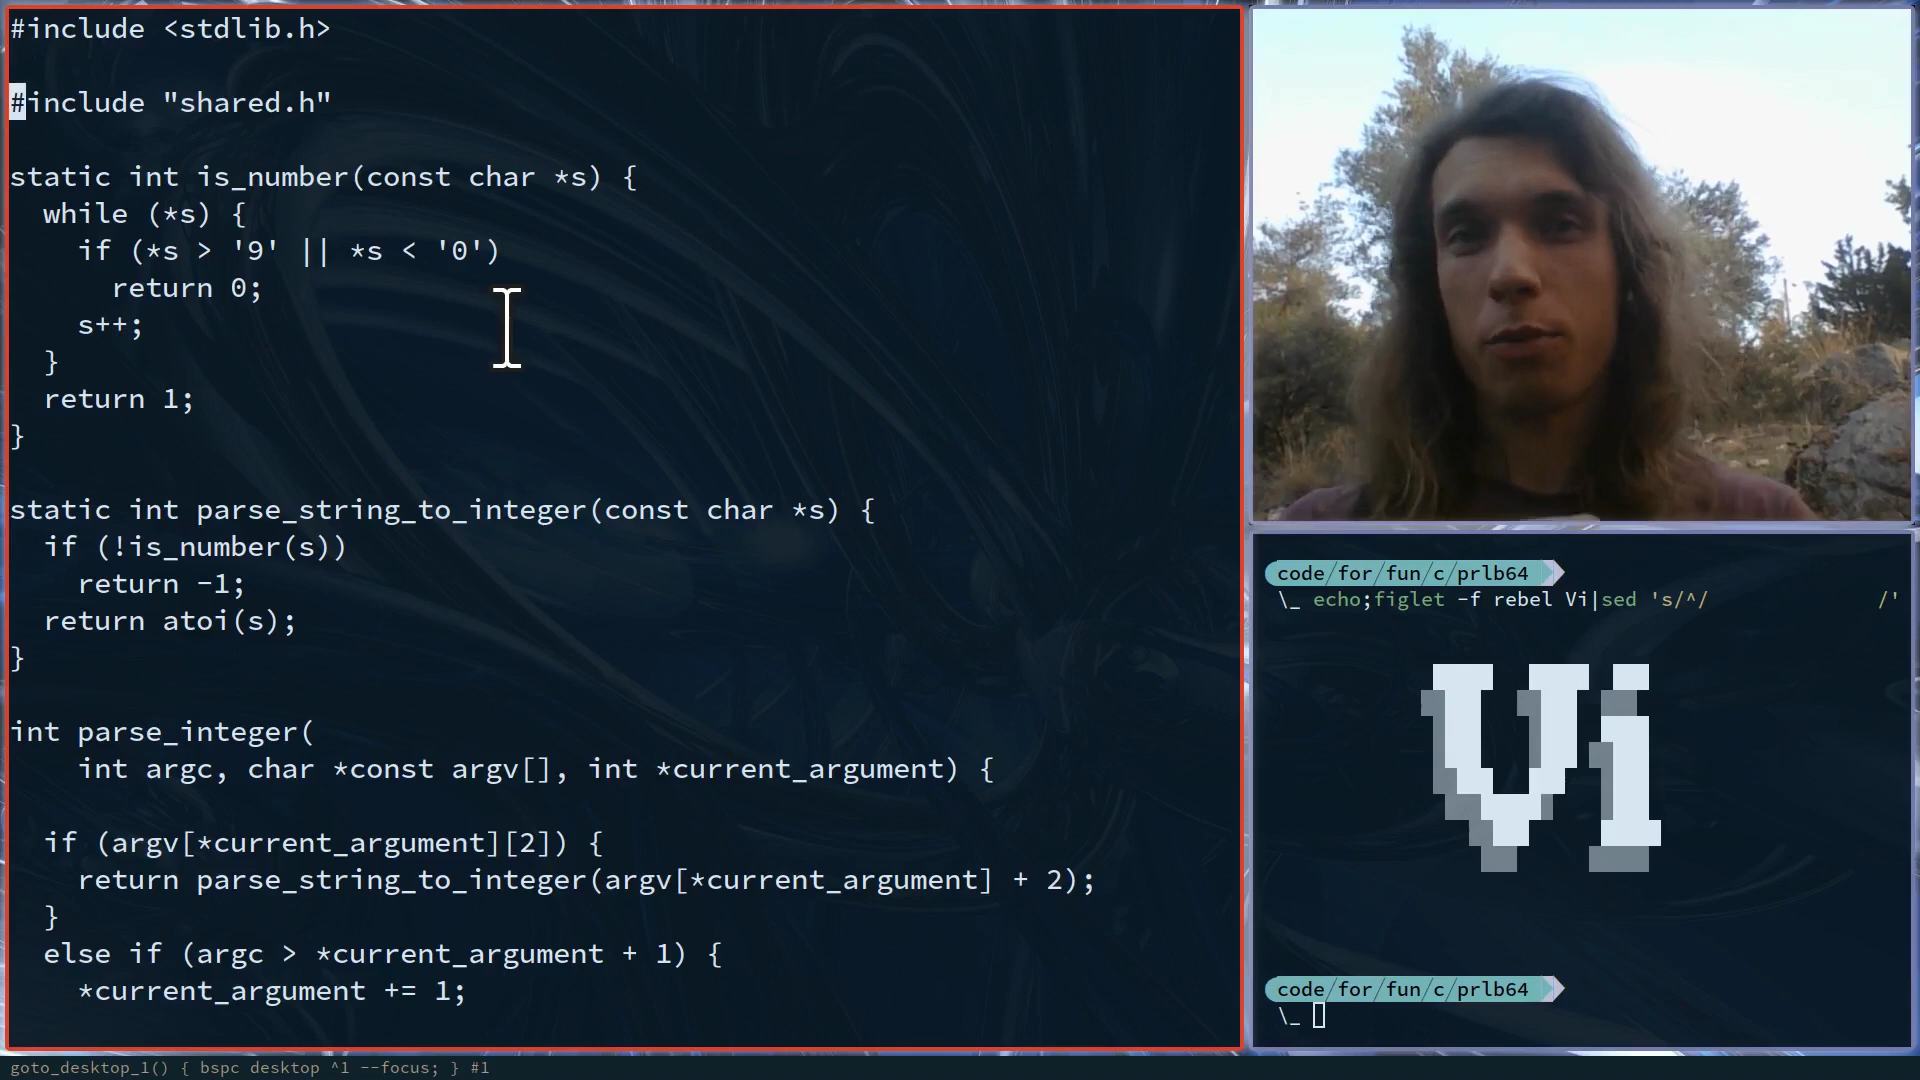 #include <stdlib.h>
#include "shared.h"
static int is_number(const char *s) {
  while (*s) {
    if (*s > '9' || *s < '0')
      return 0;
    s++;
  }
  return 1;
}
static int parse_string_to_integer(const char *s) {
  if (!is_number(s))
    return -1;
  return atoi(s);
}
int parse_integer(
    int argc, char *const argv[], int *current_argument) {
  if (argv[*current_argument][2]) {
    return parse_string_to_integer(argv[*current_argument] + 2);
  }
  else if (argc > *current_argument + 1) {
    *current_argument += 1;
code/for/fun/c/prlb64
\_ echo;figlet -f rebel Vi|sed 's/^/              /'
Vi
code/for/fun/c/prlb64
\_
goto_desktop_1() { bspc desktop ^1 --focus; } #1